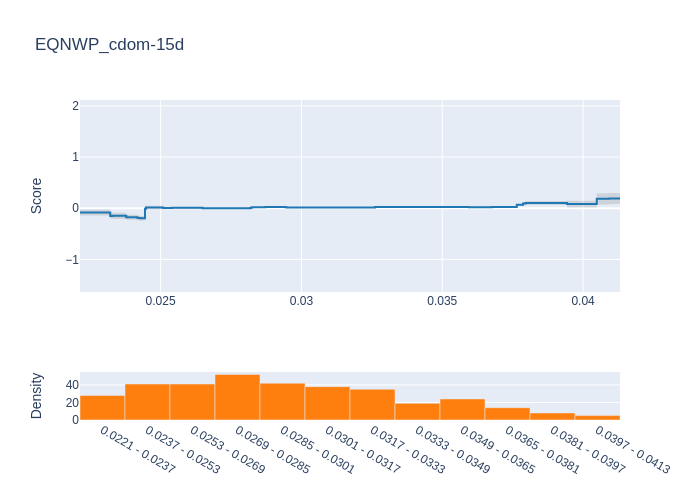 EQNWP_cdom-15d
Score
2
1
0
−1
0.025 0.03 0.035 0.04
Density
40
20
0
0.0221 - 0.0237
0.0237 - 0.0253
0.0253 - 0.0269
0.0269 - 0.0285
0.0285 - 0.0301
0.0301 - 0.0317
0.0317 - 0.0333
0.0333 - 0.0349
0.0349 - 0.0365
0.0365 - 0.0381
0.0381 - 0.0397
0.0397 - 0.0413